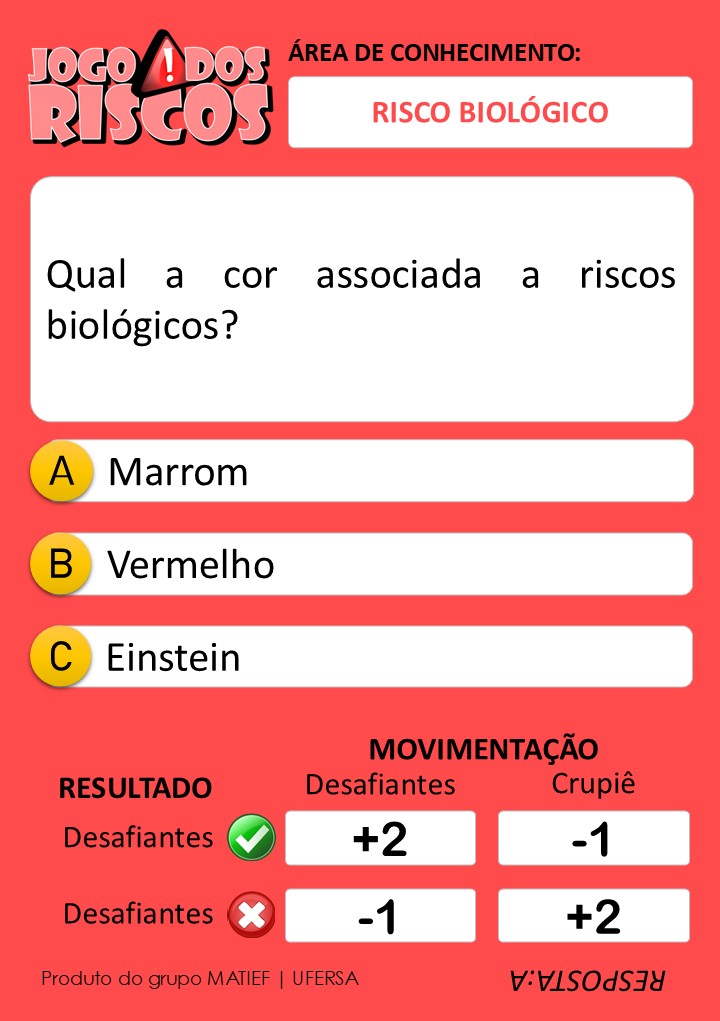 JOGO ! DOS
RISCOS
ÁREA DE CONHECIMENTO:
RISCO BIOLÓGICO
Qual a cor associada a riscos
biológicos?
A Marrom
B Vermelho
C Einstein
MOVIMENTAÇÃO
RESULTADO Desafiantes Crupiê
Desafiantes +2 -1
Desafiantes -1 +2
Produto do grupo MATIEF | UFERSA
RESPOSTA:A